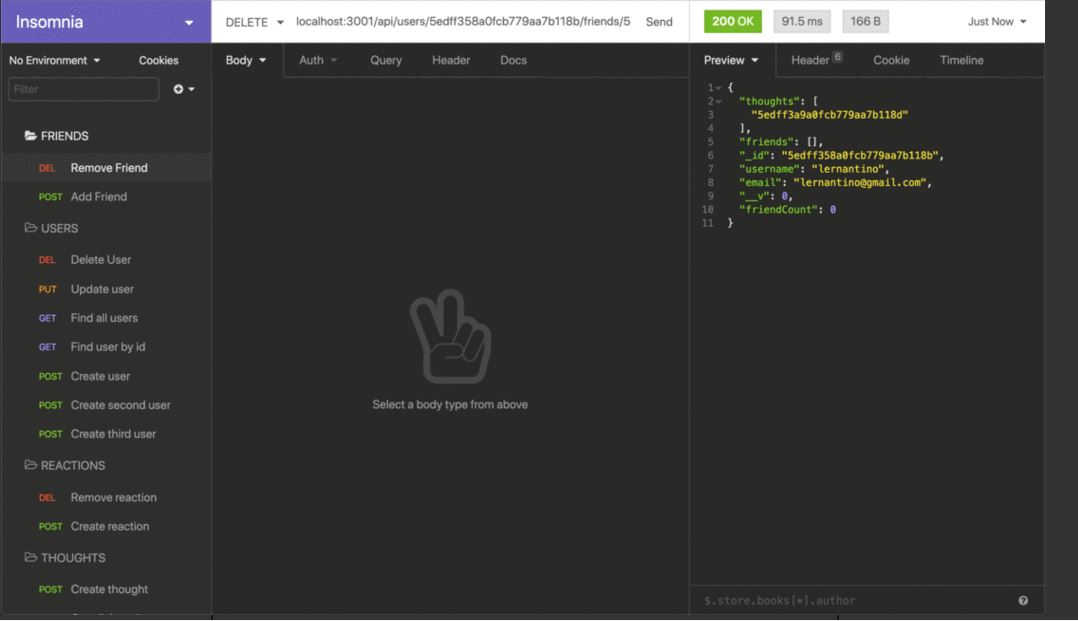 Insomnia
DELETE localhost:3001/api/users/5edff358a0fcb779aa7b118b/friends/5 Send
200 OK 91.5 ms 166 B Just Now
No Environment Cookies
Filter
FRIENDS
DEL Remove Friend
POST Add Friend
USERS
DEL Delete User
PUT Update user
GET Find all users
GET Find user by id
POST Create user
POST Create second user
POST Create third user
REACTIONS
DEL Remove reaction
POST Create reaction
THOUGHTS
POST Create thought
Body Auth Query Header Docs
Select a body type from above
Preview Header 6 Cookie Timeline
1 {
2 "thoughts": [
3 "5edff3a9a0fcb779aa7b118d"
4 ],
5 "friends": [],
6 "_id": "5edff358a0fcb779aa7b118b",
7 "username": "lernantino",
8 "email": "lernantino@gmail.com",
9 "__v": 0,
10 "friendCount": 0
11 }
$.store.books[*].author